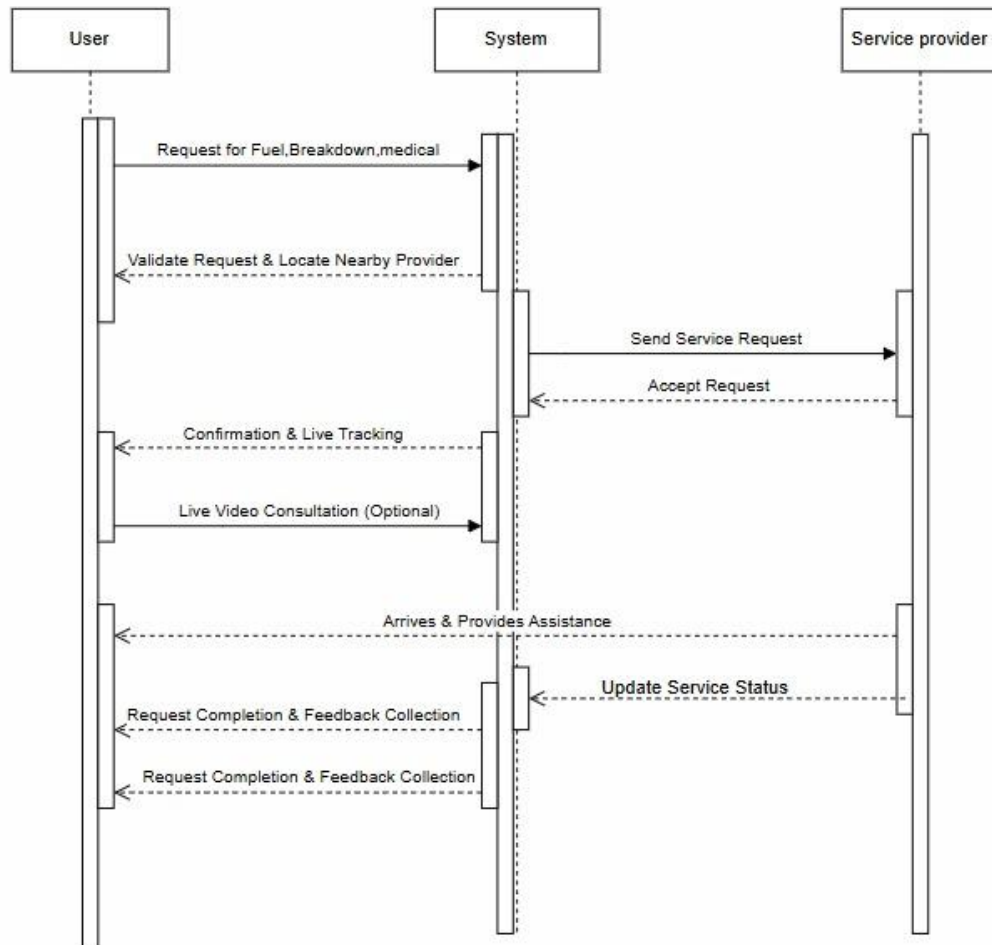 User
System
Service provider
Request for Fuel,Breakdown,medical
Validate Request & Locate Nearby Provider
Send Service Request
Accept Request
Confirmation & Live Tracking
Live Video Consultation (Optional)
Arrives & Provides Assistance
Update Service Status
Request Completion & Feedback Collection
Request Completion & Feedback Collection